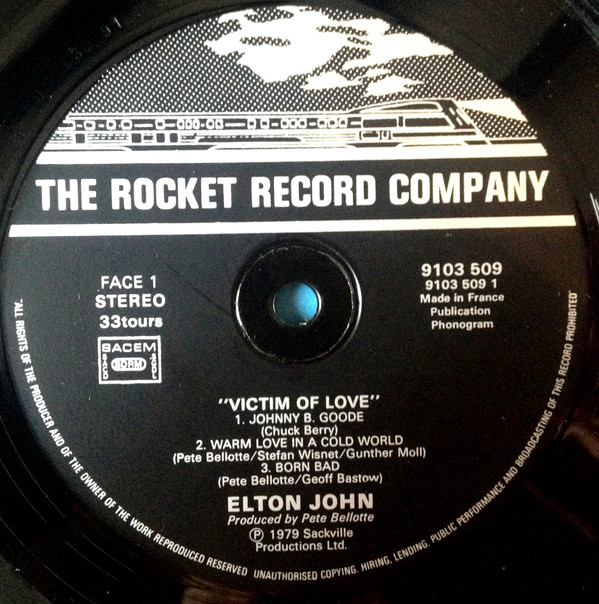 THE ROCKET RECORD COMPANY
FACE 1
STEREO
33tours
SACEM
SACD
SDRM
SGDL
9103 509
9103 509 1
Made in France
Publication
Phonogram
"VICTIM OF LOVE"
1. JOHNNY B. GOODE
(Chuck Berry)
2. WARM LOVE IN A COLD WORLD
(Pete Bellotte/Stefan Wisnet/Gunther Moll)
3. BORN BAD
(Pete Bellotte/Geoff Bastow)
ELTON JOHN
Produced by Pete Bellotte
Ⓟ 1979 Sackville
Productions Ltd.
"ALL RIGHTS OF THE PRODUCER AND OF THE OWNER OF THE WORK REPRODUCED RESERVED UNAUTHORISED COPYING, HIRING, LENDING, PUBLIC PERFORMANCE AND BROADCASTING OF THIS RECORD PROHIBITED"